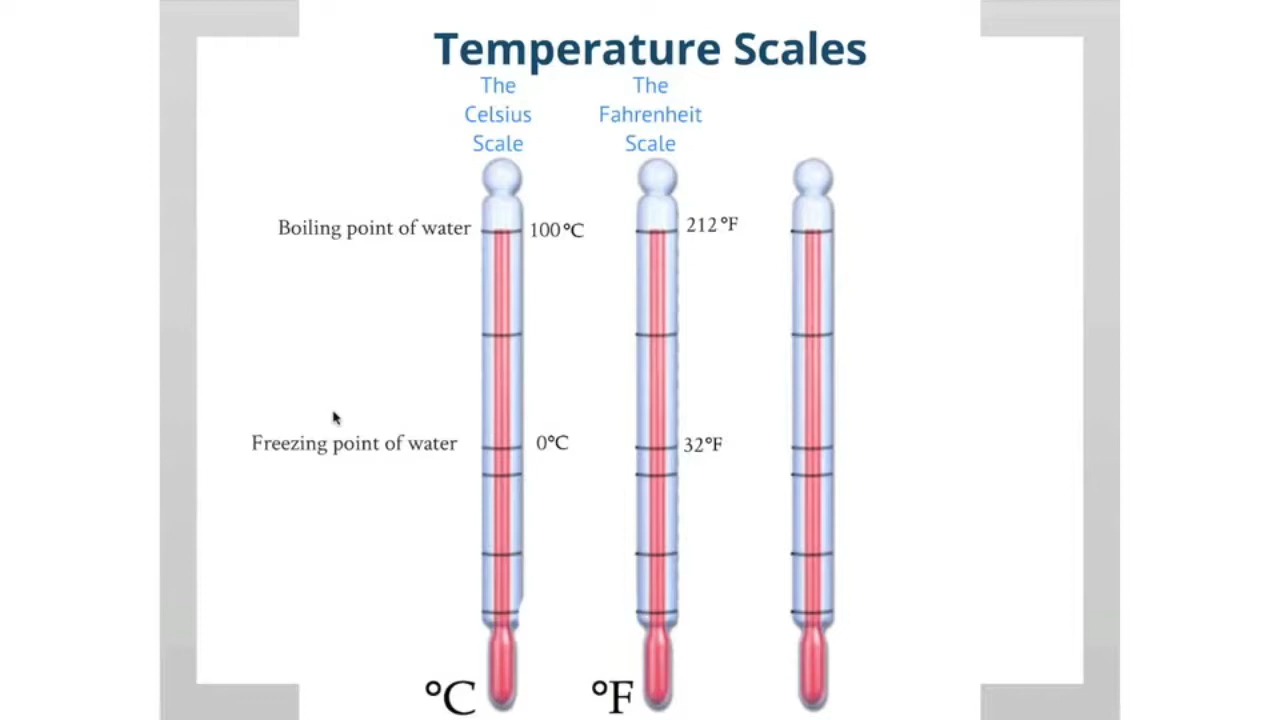 Temperature Scales
The
Celsius
Scale
The
Fahrenheit
Scale
Boiling point of water
100°C
212°F
Freezing point of water
0°C
32°F
°C
°F